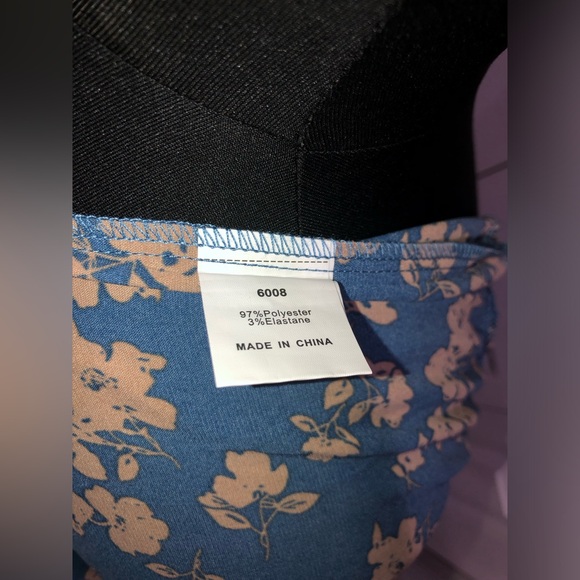 6008
97%Polyester
3%Elastane
MADE IN CHINA